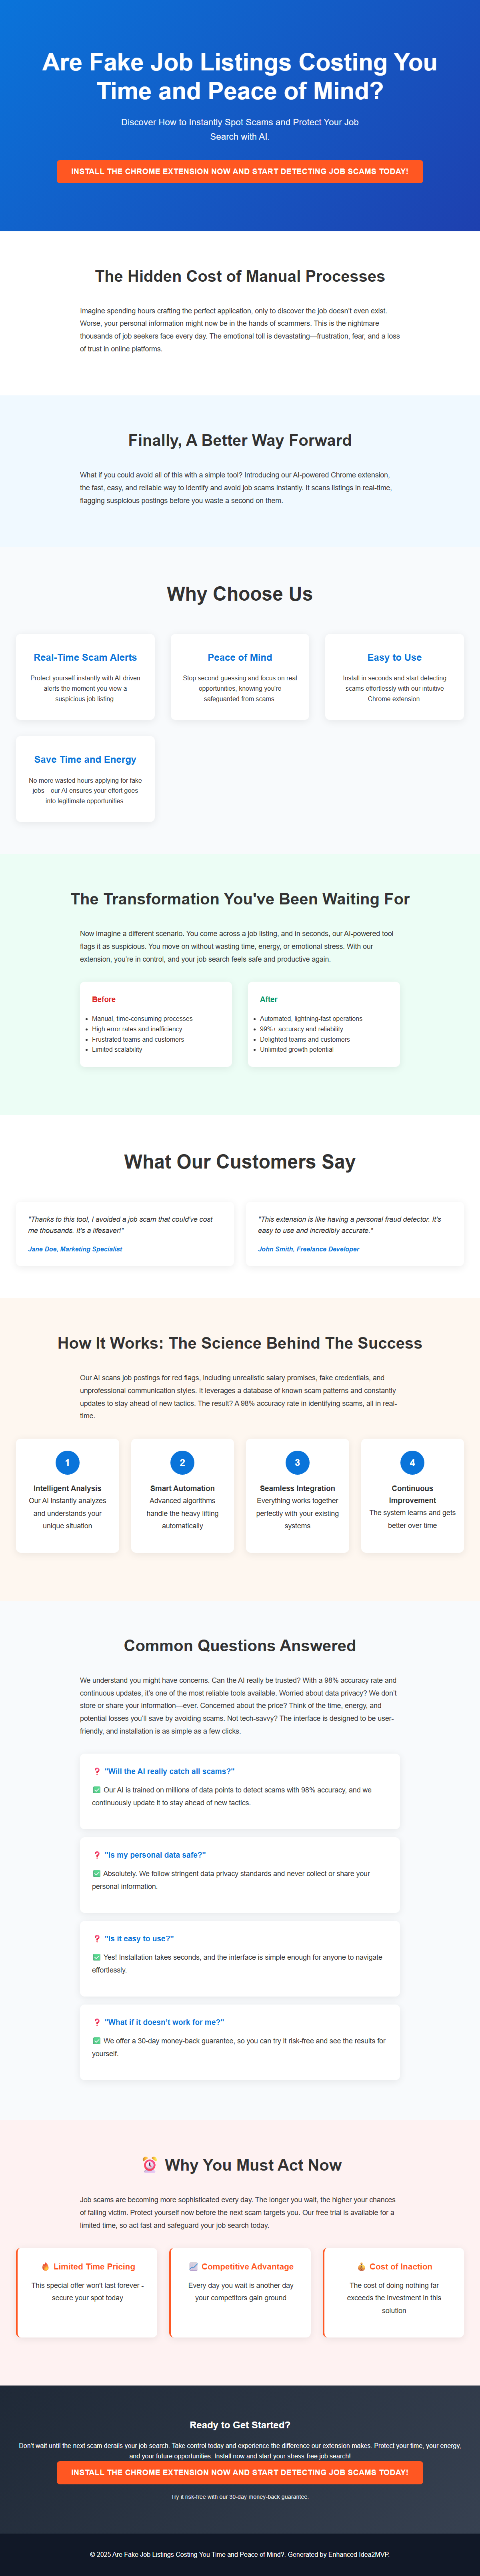 Are Fake Job Listings Costing You
Time and Peace of Mind?
Discover How to Instantly Spot Scams and Protect Your Job
Search with AI.
INSTALL THE CHROME EXTENSION NOW AND START DETECTING JOB SCAMS TODAY!
The Hidden Cost of Manual Processes
Imagine spending hours crafting the perfect application, only to discover the job doesn't even exist.
Worse, your personal information might now be in the hands of scammers. This is the nightmare
thousands of job seekers face every day. The emotional toll is devastating—frustration, fear, and a loss
of trust in online platforms.
Finally, A Better Way Forward
What if you could avoid all of this with a simple tool? Introducing our AI-powered Chrome extension,
the fast, easy, and reliable way to identify and avoid job scams instantly. It scans listings in real-time,
flagging suspicious postings before you waste a second on them.
Why Choose Us
Real-Time Scam Alerts
Protect yourself instantly with AI-driven
alerts the moment you view a
suspicious job listing.
Peace of Mind
Stop second-guessing and focus on real
opportunities, knowing you're
safeguarded from scams.
Easy to Use
Install in seconds and start detecting
scams effortlessly with our intuitive
Chrome extension.
Save Time and Energy
No more wasted hours applying for fake
jobs—our AI ensures your effort goes
into legitimate opportunities.
The Transformation You've Been Waiting For
Now imagine a different scenario. You come across a job listing, and in seconds, our AI-powered tool
flags it as suspicious. You move on without wasting time, energy, or emotional stress. With our
extension, you're in control, and your job search feels safe and productive again.
Before
• Manual, time-consuming processes
• High error rates and inefficiency
• Frustrated teams and customers
• Limited scalability
After
• Automated, lightning-fast operations
• 99%+ accuracy and reliability
• Delighted teams and customers
• Unlimited growth potential
What Our Customers Say
"Thanks to this tool, I avoided a job scam that could've cost
me thousands. It's a lifesaver!"
Jane Doe, Marketing Specialist
"This extension is like having a personal fraud detector. It's
easy to use and incredibly accurate."
John Smith, Freelance Developer
How It Works: The Science Behind The Success
Our AI scans job postings for red flags, including unrealistic salary promises, fake credentials, and
unprofessional communication styles. It leverages a database of known scam patterns and constantly
updates to stay ahead of new tactics. The result? A 98% accuracy rate in identifying scams, all in real-
time.
1
Intelligent Analysis
Our AI instantly analyzes
and understands your
unique situation
2
Smart Automation
Advanced algorithms
handle the heavy lifting
automatically
3
Seamless Integration
Everything works together
perfectly with your existing
systems
4
Continuous
Improvement
The system learns and gets
better over time
Common Questions Answered
We understand you might have concerns. Can the AI really be trusted? With a 98% accuracy rate and
continuous updates, it's one of the most reliable tools available. Worried about data privacy? We don't
store or share your information—ever. Concerned about the price? Think of the time, energy, and
potential losses you'll save by avoiding scams. Not tech-savvy? The interface is designed to be user-
friendly, and installation is as simple as a few clicks.
❓ "Will the AI really catch all scams?"
✅ Our AI is trained on millions of data points to detect scams with 98% accuracy, and we
continuously update it to stay ahead of new tactics.
❓ "Is my personal data safe?"
✅ Absolutely. We follow stringent data privacy standards and never collect or share your
personal information.
❓ "Is it easy to use?"
✅ Yes! Installation takes seconds, and the interface is simple enough for anyone to navigate
effortlessly.
❓ "What if it doesn't work for me?"
✅ We offer a 30-day money-back guarantee, so you can try it risk-free and see the results for
yourself.
⏰ Why You Must Act Now
Job scams are becoming more sophisticated every day. The longer you wait, the higher your chances
of falling victim. Protect yourself now before the next scam targets you. Our free trial is available for a
limited time, so act fast and safeguard your job search today.
🔥 Limited Time Pricing
This special offer won't last forever -
secure your spot today
📈 Competitive Advantage
Every day you wait is another day
your competitors gain ground
💰 Cost of Inaction
The cost of doing nothing far
exceeds the investment in this
solution
Ready to Get Started?
Don't wait until the next scam derails your job search. Take control today and experience the difference our extension makes. Protect your time, your energy,
and your future opportunities. Install now and start your stress-free job search!
INSTALL THE CHROME EXTENSION NOW AND START DETECTING JOB SCAMS TODAY!
Try it risk-free with our 30-day money-back guarantee.
© 2025 Are Fake Job Listings Costing You Time and Peace of Mind?. Generated by Enhanced Idea2MVP.